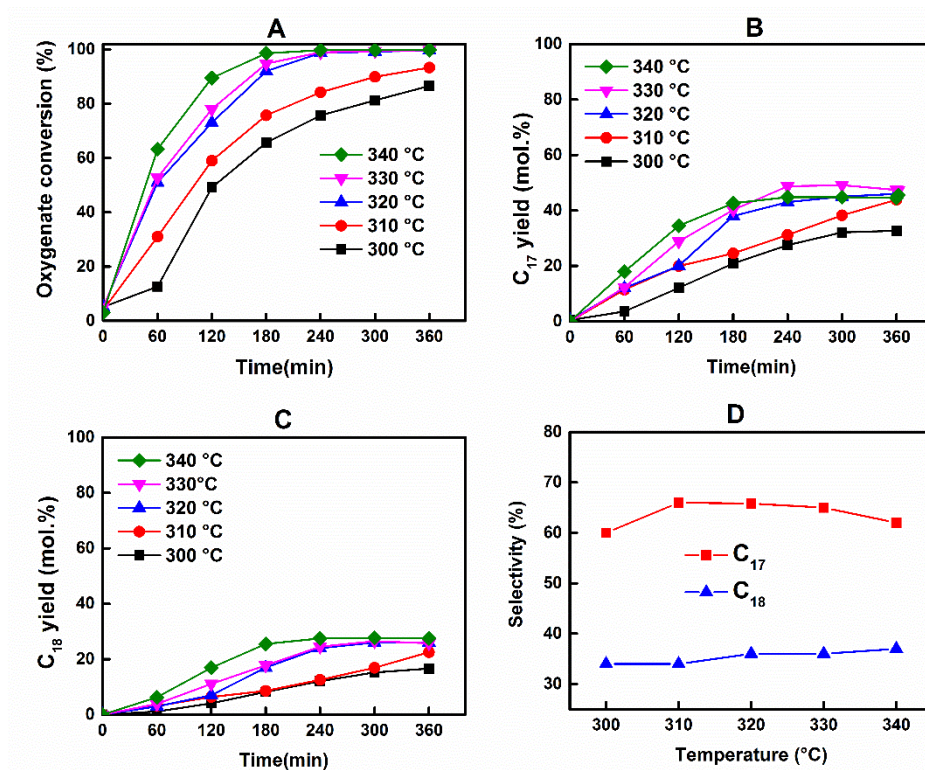 A
Oxygenate conversion (%)
100
80
60
40
20
0
340 °C
330 °C
320 °C
310 °C
300 °C
0 60 120 180 240 300 360
Time(min)
B
C₁₇ yield (mol.%)
100
80
60
40
20
0
340 °C
330 °C
320 °C
310 °C
300 °C
60 120 180 240 300 360
Time(min)
C
C₁₈ yield (mol.%)
100
80
60
40
20
0
340 °C
330°C
320 °C
310 °C
300 °C
0 60 120 180 240 300 360
Time(min)
D
Selectivity (%)
80
70
60
50
40
30
C₁₇
C₁₈
300 310 320 330 340
Temperature (°C)